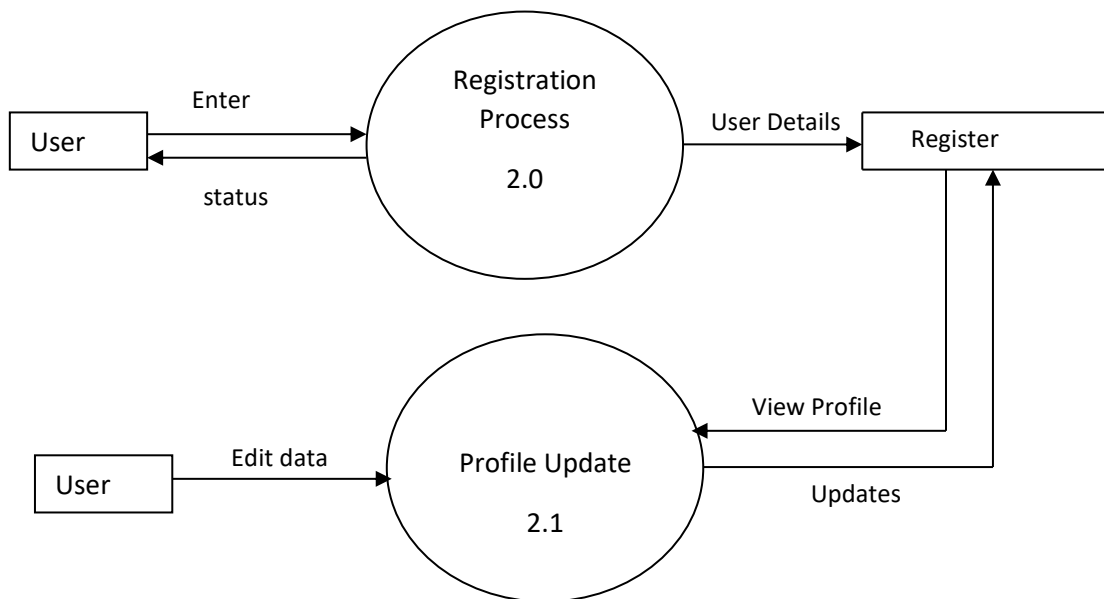 Registration
Process
2.0
Enter
User
status
User Details
Register
View Profile
Edit data
User
Profile Update
2.1
Updates